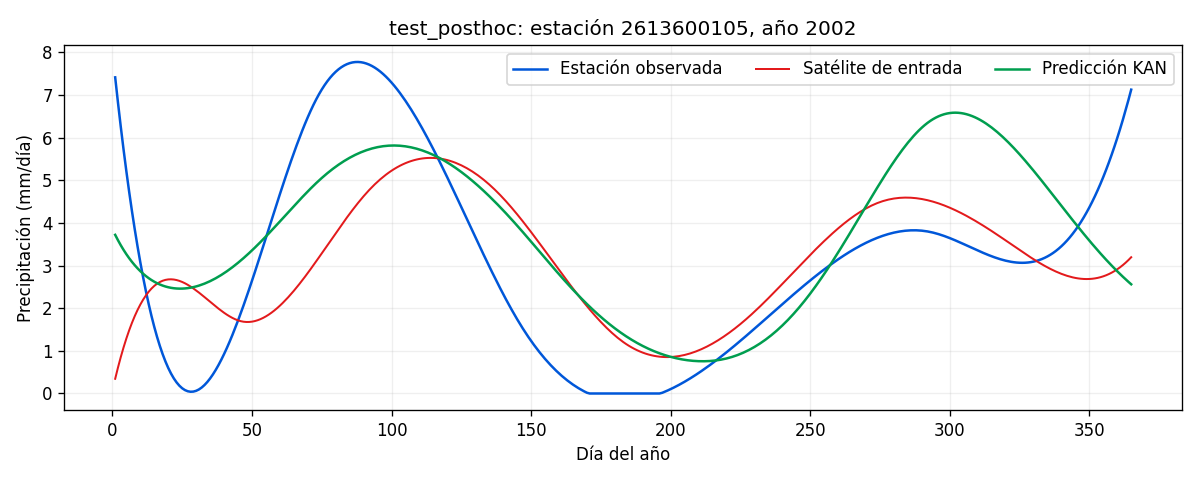 test_posthoc: estación 2613600105, año 2002
Estación observada
Satélite de entrada
Predicción KAN
Precipitación (mm/día)
8
7
6
5
4
3
2
1
0
0
50
100
150
200
250
300
350
Día del año